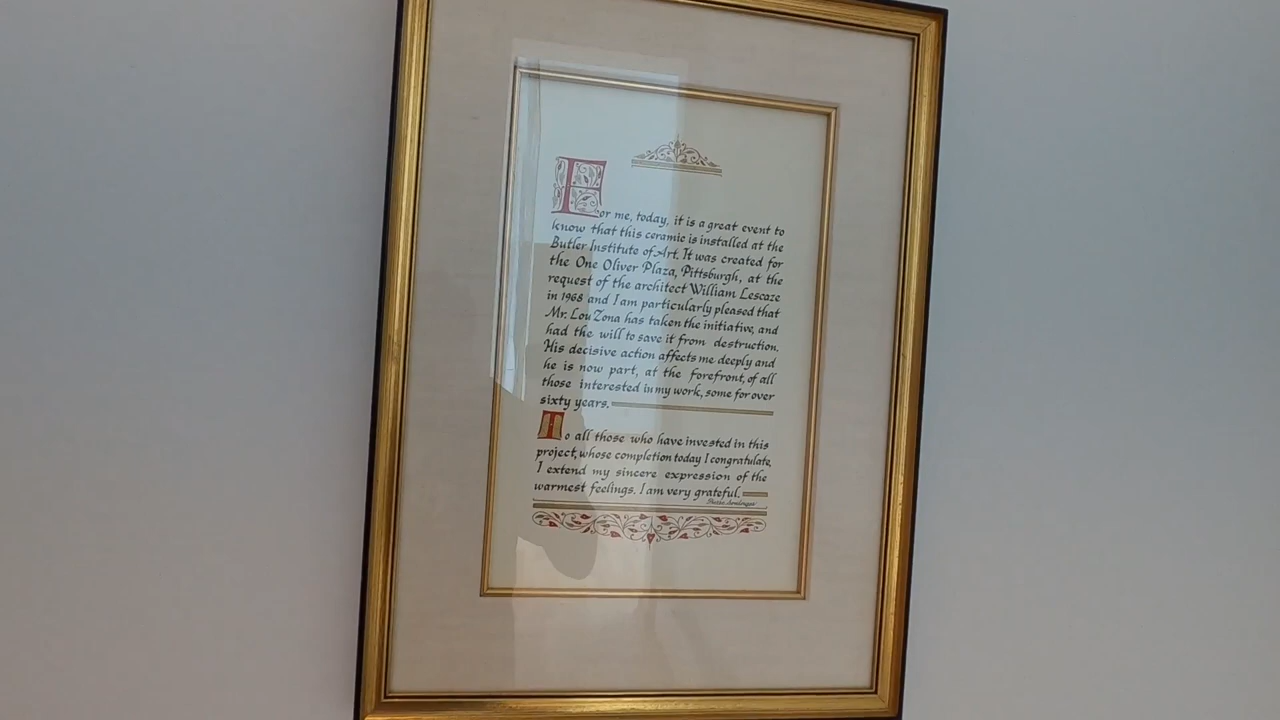 For me, today, it is a great event to
know that this ceramic is installed at the
Butler Institute of Art. It was created for
the One Oliver Plaza, Pittsburgh, at the
request of the architect William Lescaze
in 1968 and I am particularly pleased that
Mr. Lou Zona has taken the initiative, and
had the will to save it from destruction.
His decisive action affects me deeply and
he is now part, at the forefront, of all
those interested in my work, some for over
sixty years.
To all those who have invested in this
project, whose completion today I congratulate,
I extend my sincere expression of the
warmest feelings. I am very grateful.
Pierre Soulages